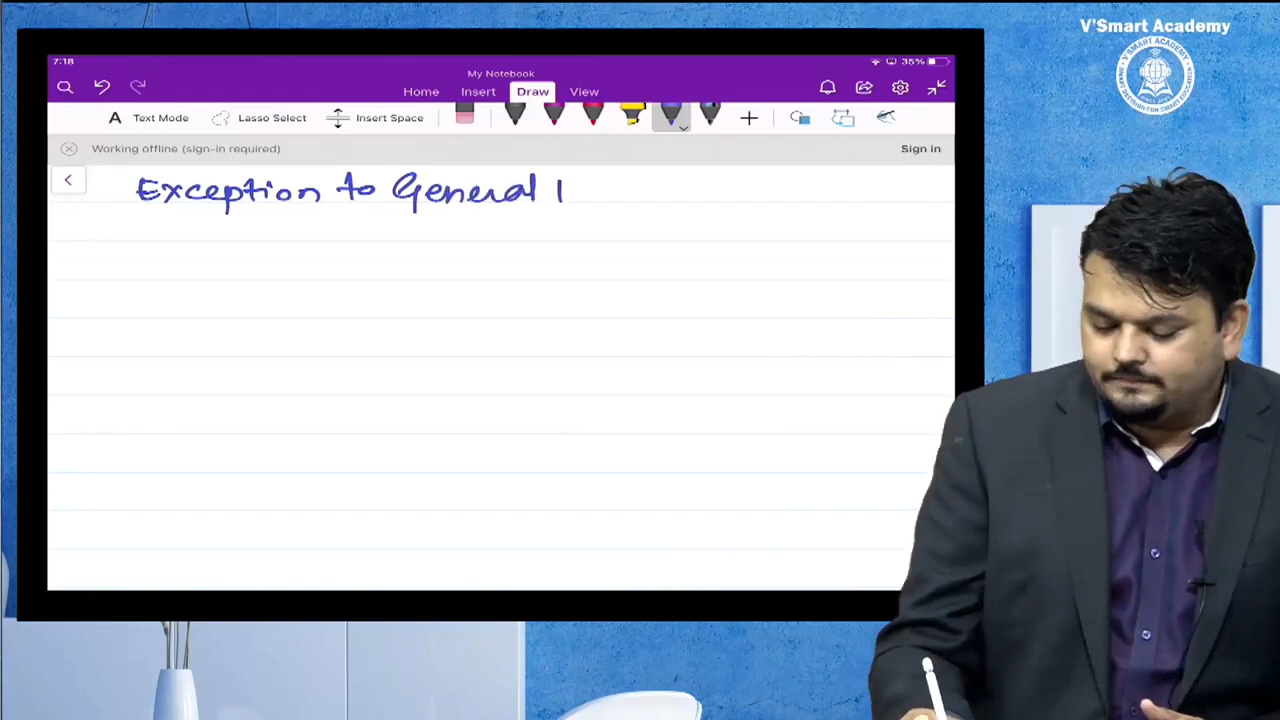 V'Smart Academy
7:18
35%
My Notebook
Home Insert Draw View
A Text Mode Lasso Select Insert Space
Working offline (sign-in required) Sign in
Exception to General